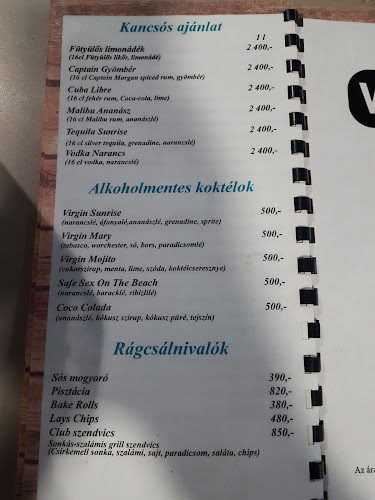 Kancsós ajánlat
1 l
Fütyülős limonádék 2 400,-
(16cl Fütyülős likőr, limonádé)
Captain Gyömbér 2 400,-
(16 cl Captain Morgan spiced rum, gyömbér)
Cuba Libre 2 400,-
(16 cl fehér rum, Coca-cola, lime)
Malibu Ananász 2 400,-
(16 cl Malibu rum, ananászlé)
Tequila Sunrise 2 400,-
(16 cl silver tequila, grenadine, narancslé)
Vodka Narancs 2 400,-
(16 cl vodka, narancslé)
Alkoholmentes koktélok
Virgin Sunrise 500,-
(narancslé, áfonyalé,ananászlé, grenadine, sprite)
Virgin Mary 500,-
(tabasco, worchester, só, bors, paradicsomlé)
Virgin Mojito 500,-
(cukorszirup, menta, lime, szóda, koktélcseresznye)
Safe Sex On The Beach 500,-
(narancslé, baracklé, ribizlilé)
Coco Colada 500,-
(ananászlé, kókusz szirup, kókusz püré, tejszín)
Rágcsálnivalók
Sós mogyoró 390,-
Pisztácia 820,-
Bake Rolls 380,-
Lays Chips 480,-
Club szendvics 850,-
Sonkás-szalámis grill szendvics
(Csirkemell sonka, szalámi, sajt, paradicsom, saláta, chips)
Az ára